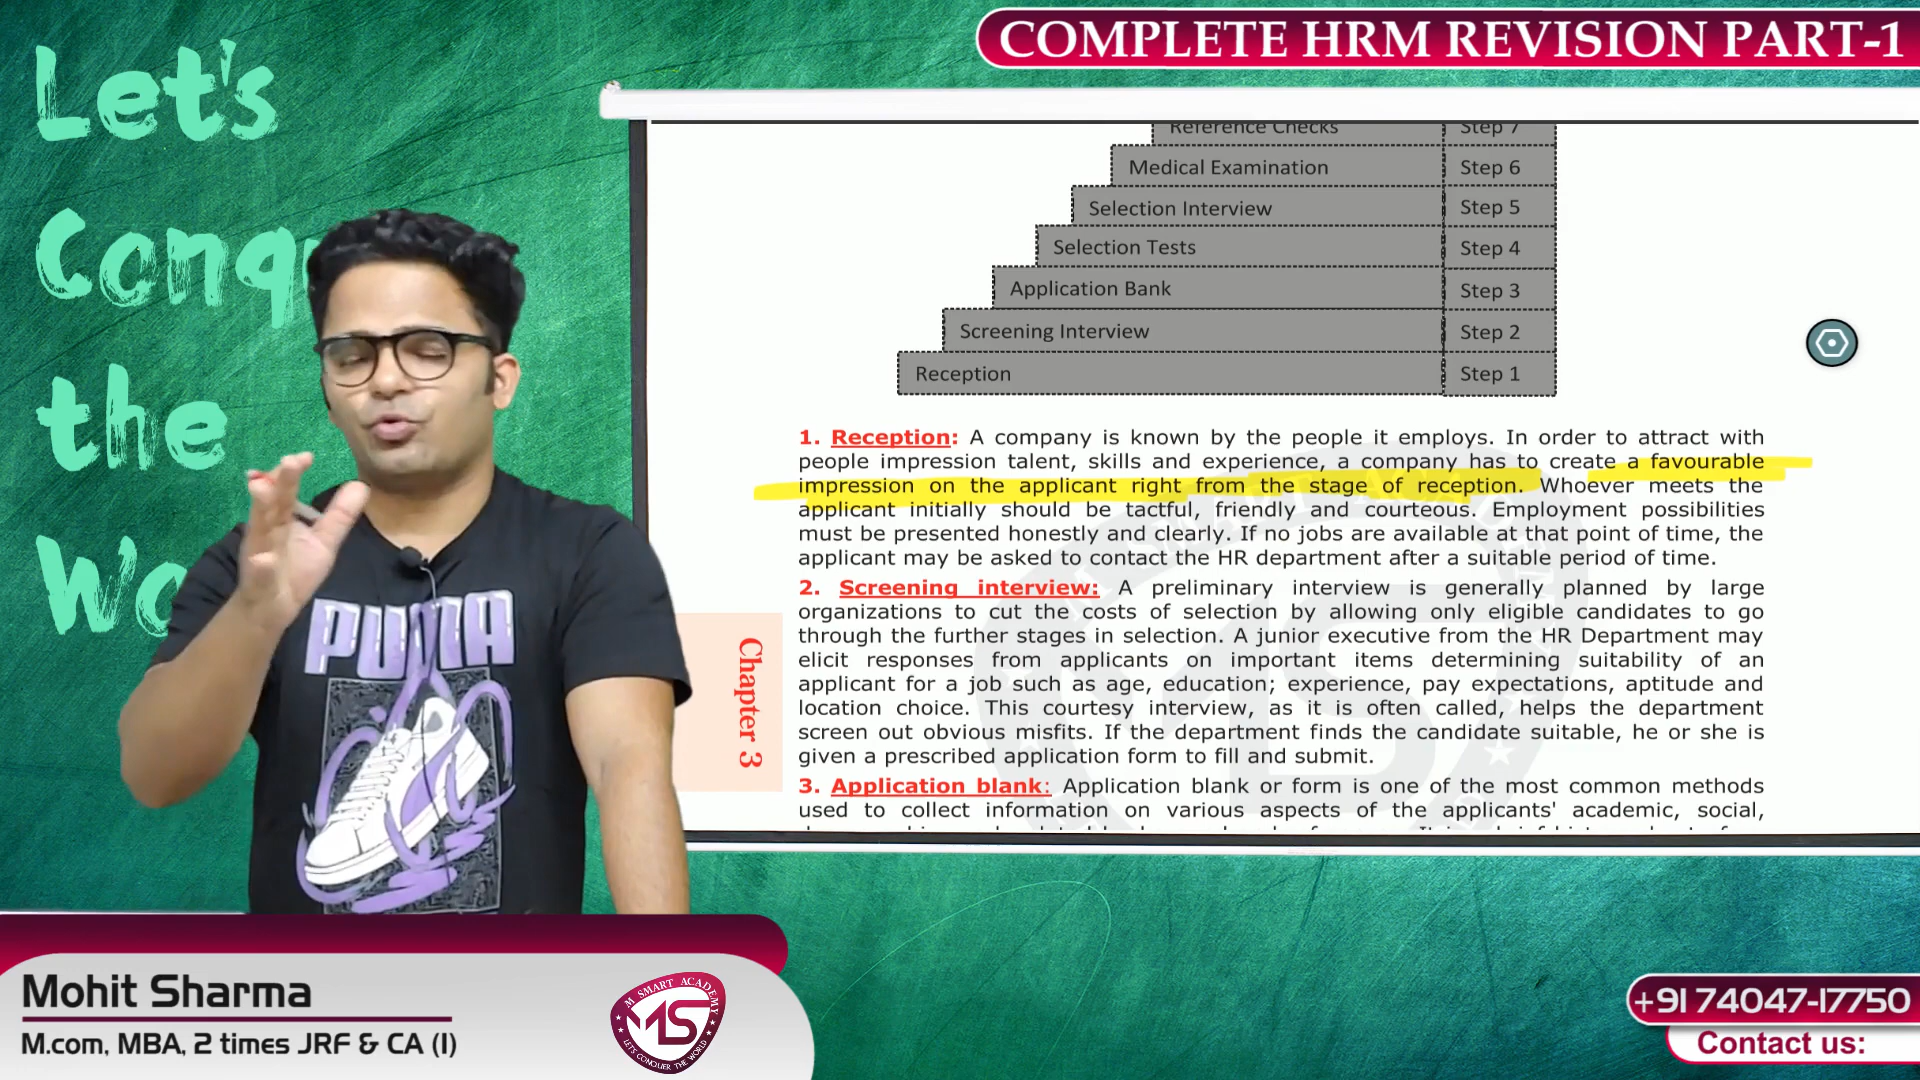 COMPLETE HRM REVISION PART-1
Let's
Conq
the
Wo
Reference Checks Step 7
Medical Examination Step 6
Selection Interview Step 5
Selection Tests Step 4
Application Bank Step 3
Screening Interview Step 2
Reception Step 1
1. Reception: A company is known by the people it employs. In order to attract with
people impression talent, skills and experience, a company has to create a favourable
impression on the applicant right from the stage of reception. Whoever meets the
applicant initially should be tactful, friendly and courteous. Employment possibilities
must be presented honestly and clearly. If no jobs are available at that point of time, the
applicant may be asked to contact the HR department after a suitable period of time.
2. Screening interview: A preliminary interview is generally planned by large
organizations to cut the costs of selection by allowing only eligible candidates to go
through the further stages in selection. A junior executive from the HR Department may
elicit responses from applicants on important items determining suitability of an
applicant for a job such as age, education; experience, pay expectations, aptitude and
location choice. This courtesy interview, as it is often called, helps the department
screen out obvious misfits. If the department finds the candidate suitable, he or she is
given a prescribed application form to fill and submit.
3. Application blank: Application blank or form is one of the most common methods
used to collect information on various aspects of the applicants' academic, social,
Chapter 3
PUMA
Mohit Sharma
M.com, MBA, 2 times JRF & CA (I)
M SMART ACADEMY
MS
LET'S CONQUER THE WORLD
+91 74047-17750
Contact us: